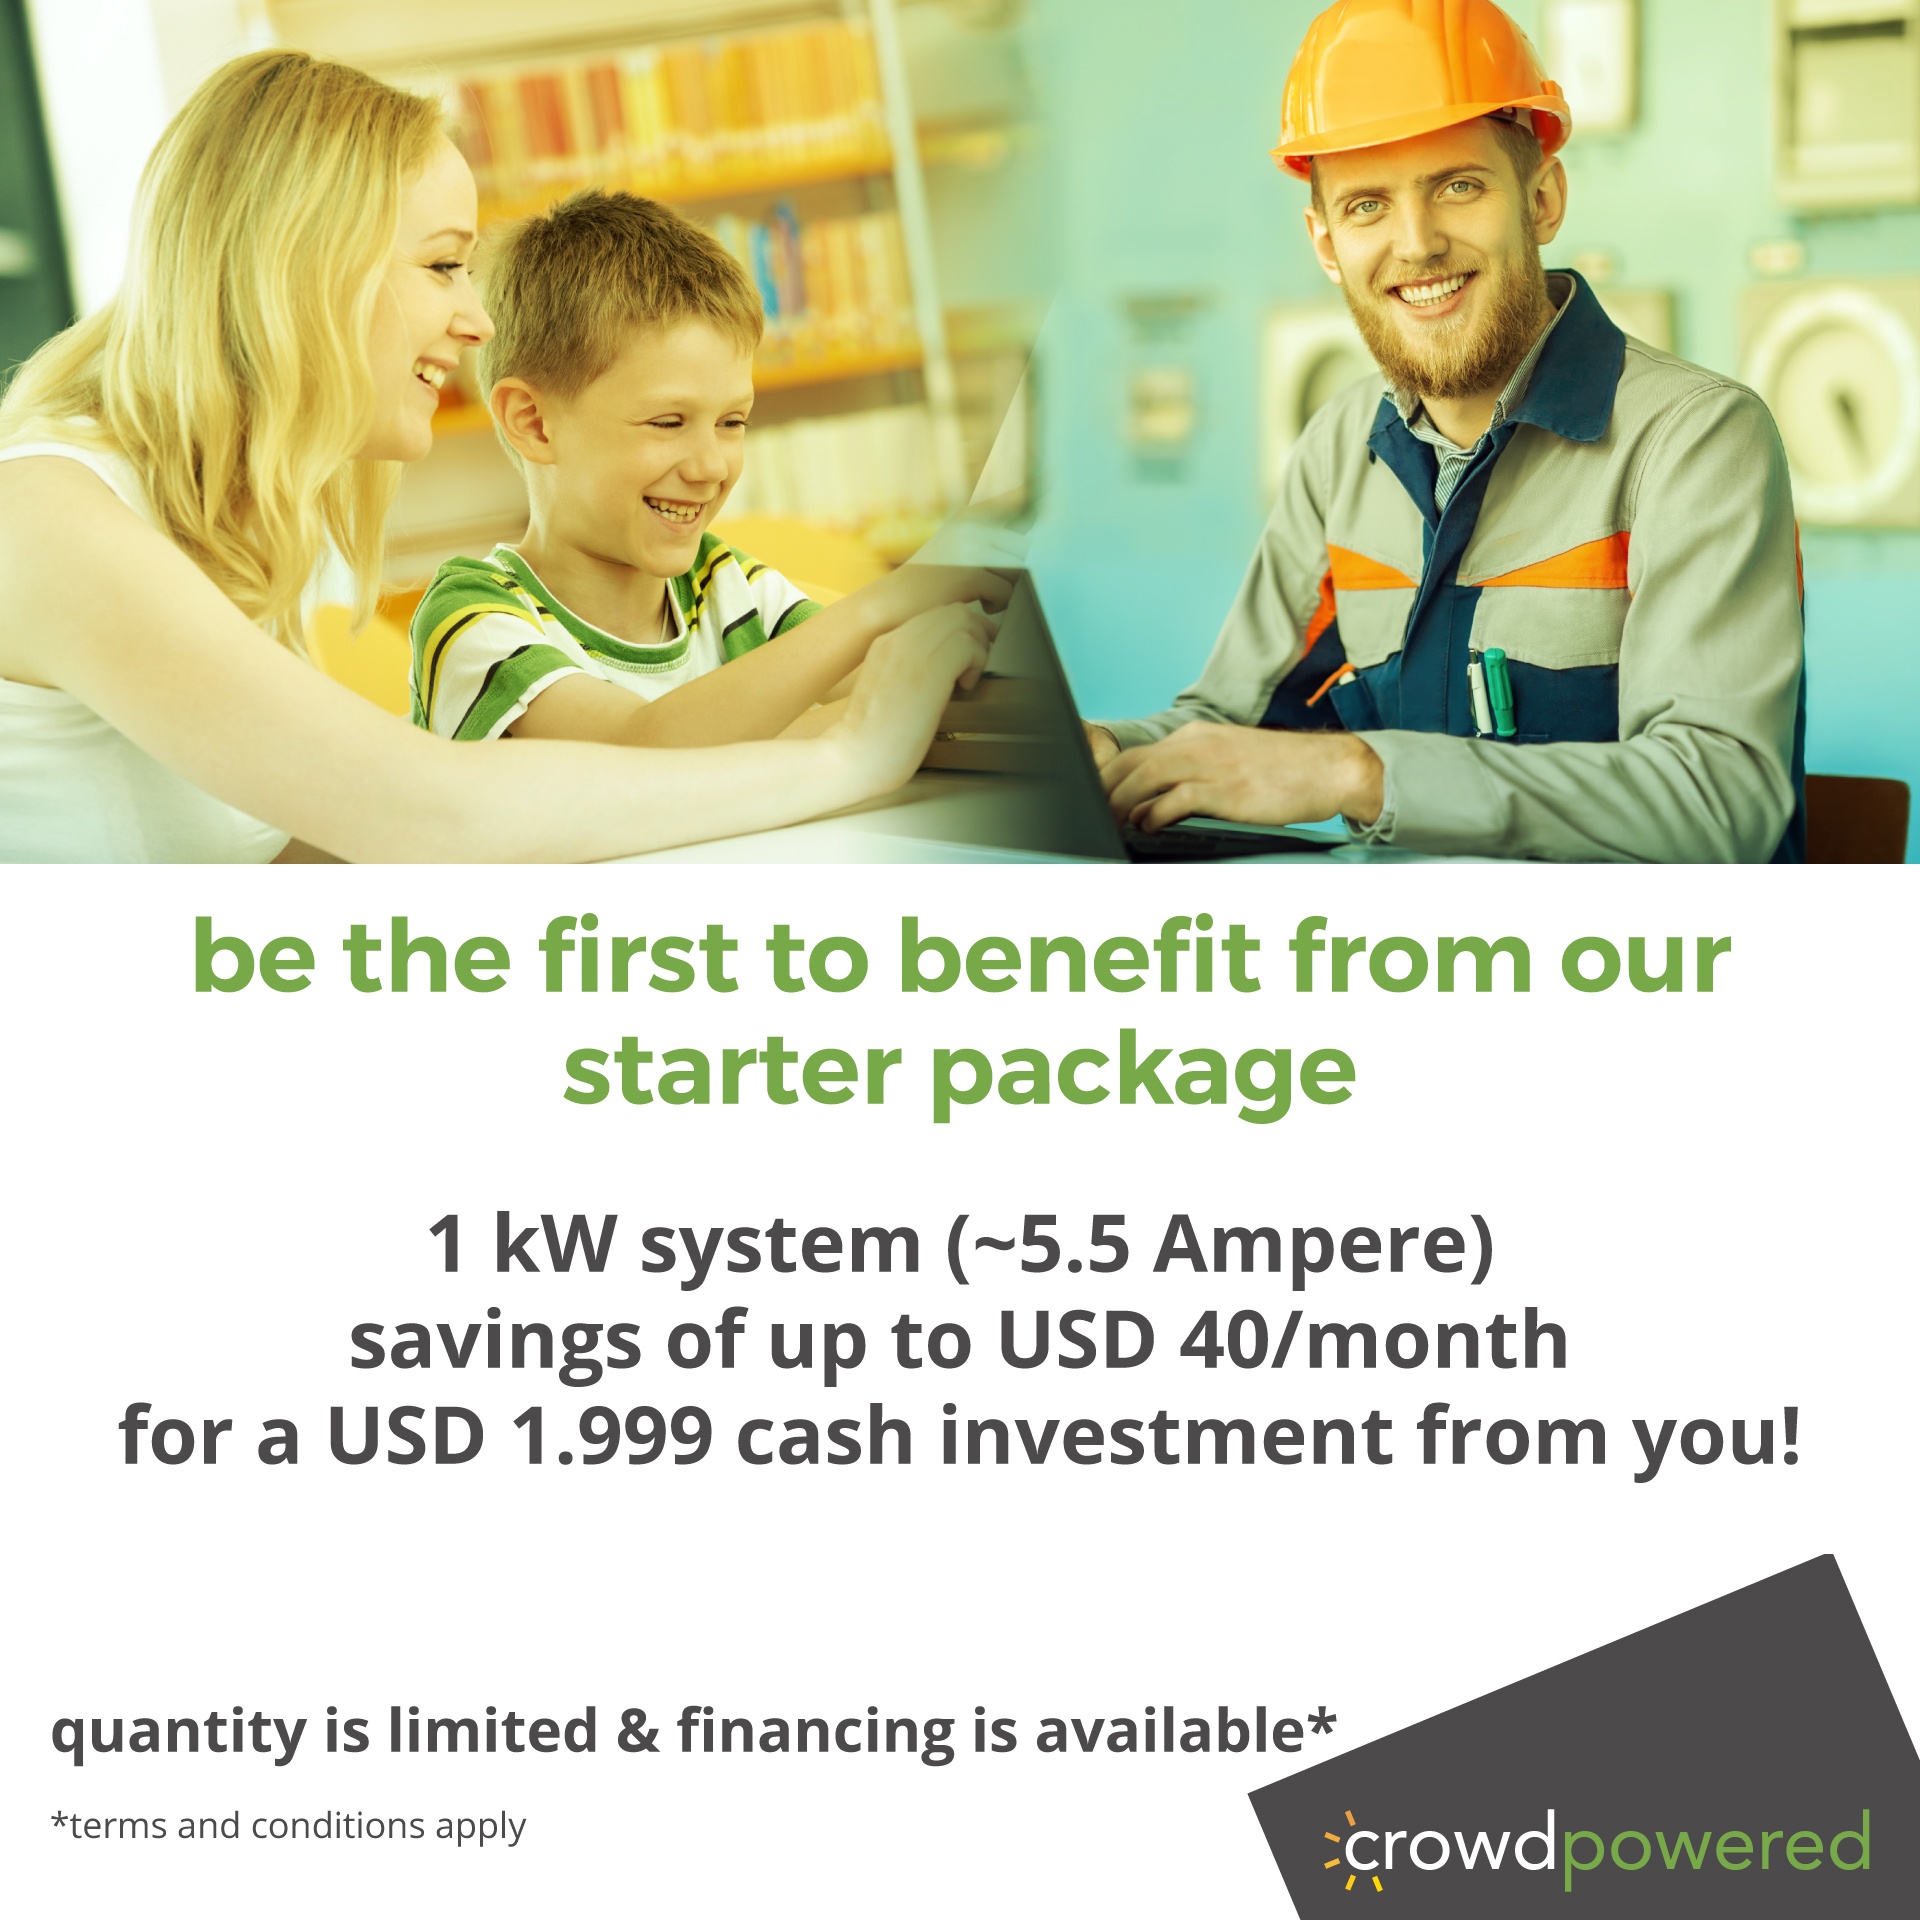 be the first to benefit from our
starter package
1 kW system (~5.5 Ampere)
savings of up to USD 40/month
for a USD 1.999 cash investment from you!
quantity is limited & financing is available*
*terms and conditions apply
crowdpowered